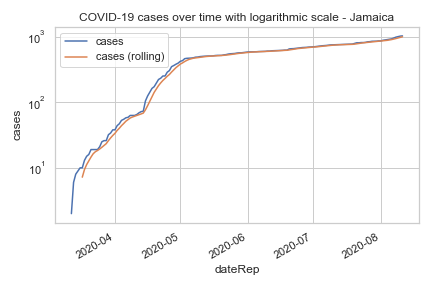 COVID-19 cases over time with logarithmic scale - Jamaica
cases
cases (rolling)
10³
10²
10¹
cases
2020-04
2020-05
2020-06
2020-07
2020-08
dateRep